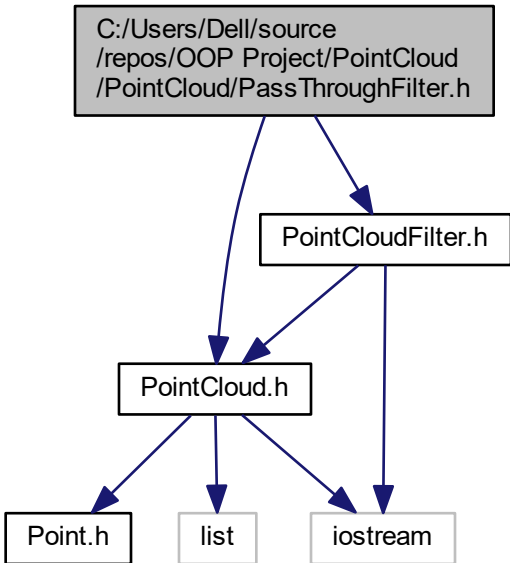 C:/Users/Dell/source
/repos/OOP Project/PointCloud
/PointCloud/PassThroughFilter.h
PointCloudFilter.h
PointCloud.h
Point.h
list
iostream